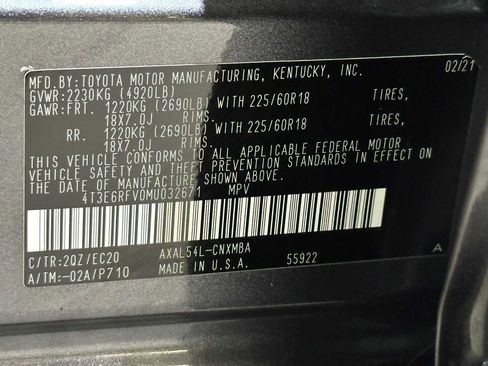 MFD.BY:TOYOTA MOTOR MANUFACTURING, KENTUCKY, INC. 02/21
GVWR:2230KG (4920LB)
GAWR:FRT. 1220KG (2690LB) WITH 225/60R18 TIRES,
18X7.0J RIMS.
RR. 1220KG (2690LB) WITH 225/60R18 TIRES,
18X7.0J RIMS.
THIS VEHICLE CONFORMS TO ALL APPLICABLE FEDERAL MOTOR
VEHICLE SAFETY AND THEFT PREVENTION STANDARDS IN EFFECT ON
THE DATE OF MANUFACTURE SHOWN ABOVE.
4T3E6RFV0MU032671 MPV
C/TR:2QZ/EC20 AXAL54L-CNXMBA A
A/TM:-02A/P710 MADE IN U.S.A. 55922